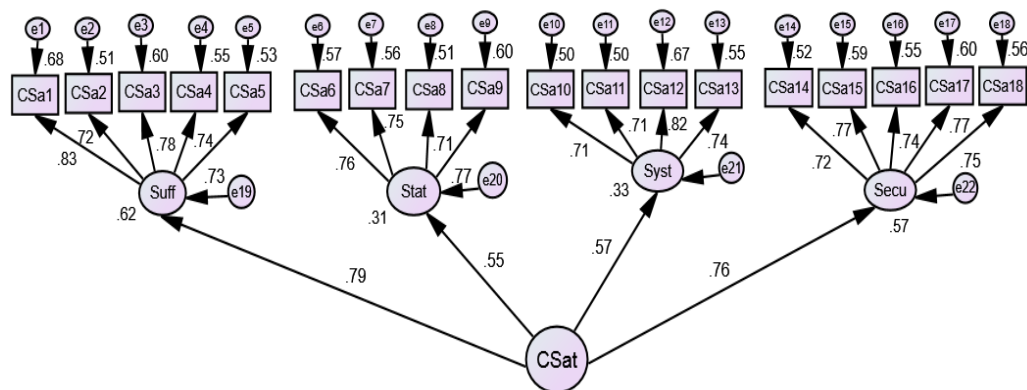 e1 e2 e3 e4 e5 e6 e7 e8 e9 e10 e11 e12 e13 e14 e15 e16 e17 e18
.68 .51 .60 .55 .53 .57 .56 .51 .60 .50 .50 .67 .55 .52 .59 .55 .60 .56
CSa1 CSa2 CSa3 CSa4 CSa5 CSa6 CSa7 CSa8 CSa9 CSa10 CSa11 CSa12 CSa13 CSa14 CSa15 CSa16 CSa17 CSa18
.83 .72 .78 .74 .73 .76 .75 .71 .77 .71 .71 .82 .74 .72 .77 .74 .77 .75
Suff e19 Stat e20 Syst e21 Secu e22
.62 .31 .33 .57
.79 .55 .57 .76
CSat